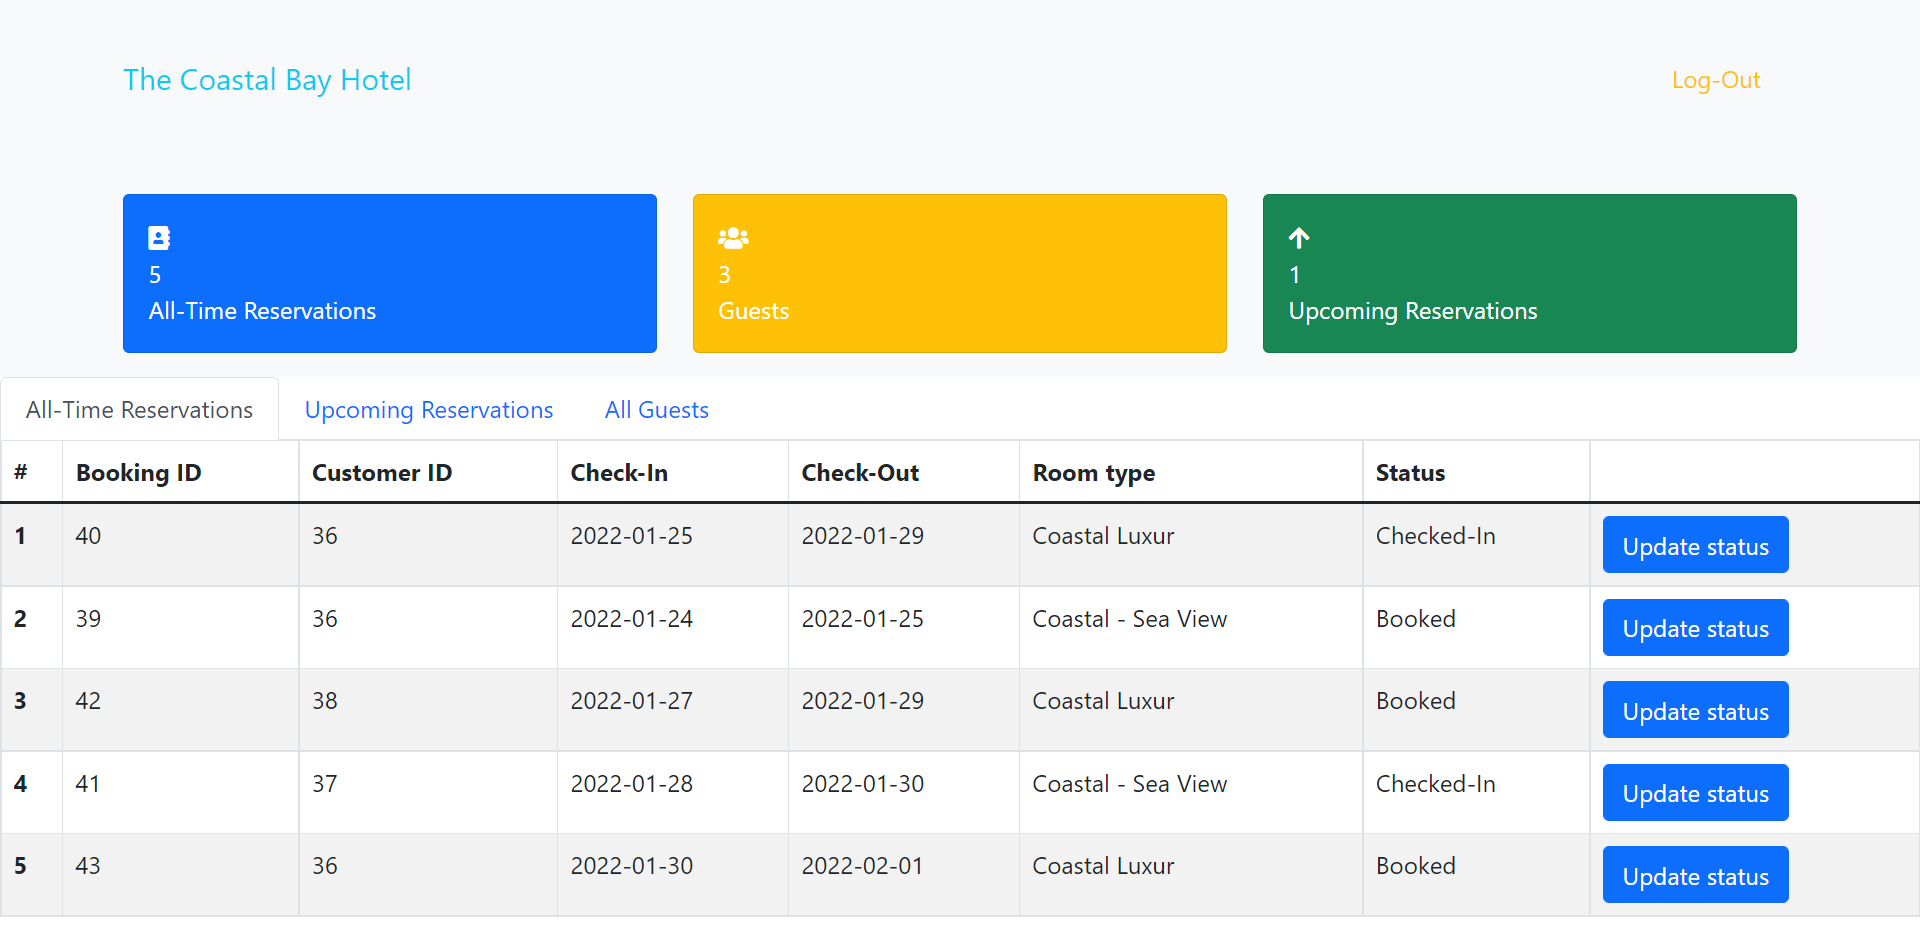 The Coastal Bay Hotel
Log-Out
5
All-Time Reservations
3
Guests
1
Upcoming Reservations
All-Time Reservations Upcoming Reservations All Guests
# Booking ID Customer ID Check-In Check-Out Room type Status
1 40 36 2022-01-25 2022-01-29 Coastal Luxur Checked-In Update status
2 39 36 2022-01-24 2022-01-25 Coastal - Sea View Booked Update status
3 42 38 2022-01-27 2022-01-29 Coastal Luxur Booked Update status
4 41 37 2022-01-28 2022-01-30 Coastal - Sea View Checked-In Update status
5 43 36 2022-01-30 2022-02-01 Coastal Luxur Booked Update status